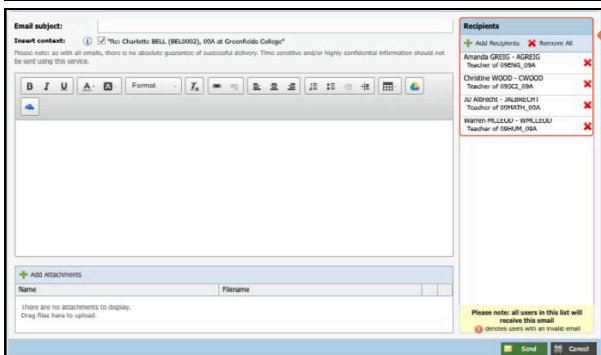 Email subject:
Insert context: "Re: Charlotte BELL (BEL0002), 09A at Greenfields College"
Please note: as with all emails, there is no absolute guarantee of successful delivery. Time sensitive and/or highly confidential information should not
be sent using this service.
B I U A A Format Tx
Add Attachments
Name Filename
There are no attachments to display.
Drag files here to upload.
Recipients
Add Recipients Remove All
Amanda GREIG - AGREIG
Teacher of 09ENG_09A
Christine WOOD - CWOOD
Teacher of 09SCI_09A
JD Albrecht - JALBRECHT
Teacher of 09MATH_09A
Warren MCLEOD - WMCLEOD
Teacher of 09HUM_09A
Please note: all users in this list will
receive this email
denotes users with an invalid email
Send Cancel